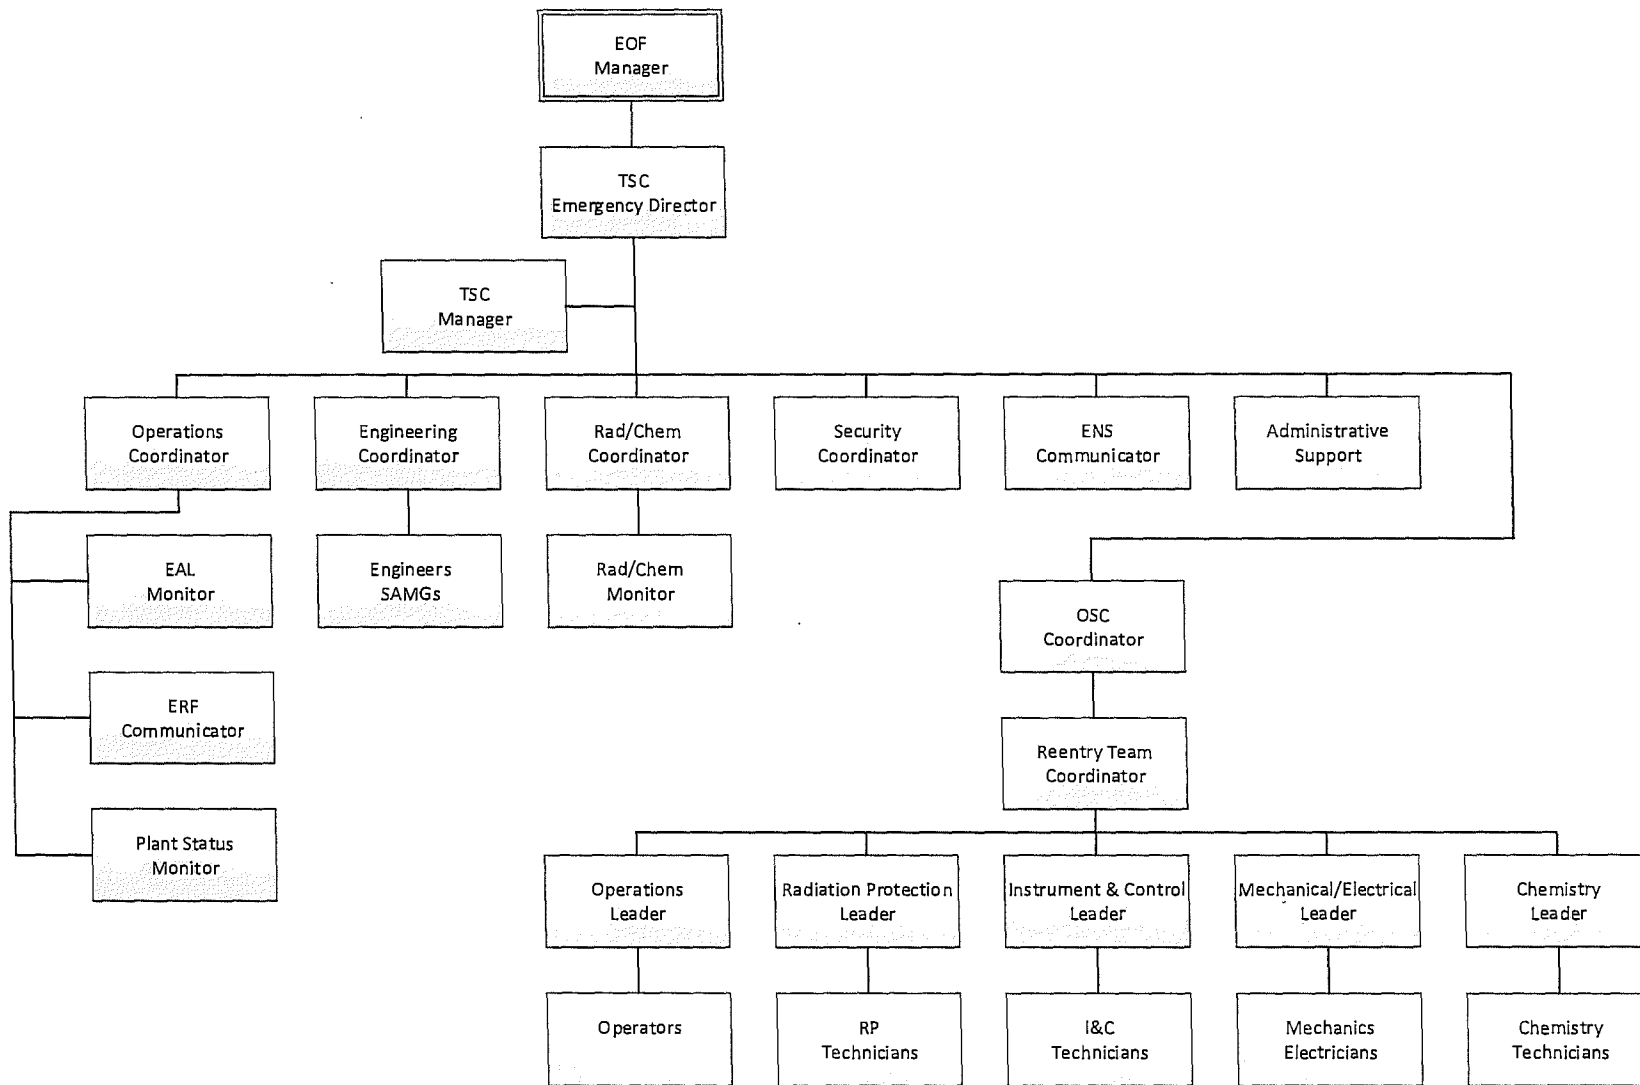 EOF
Manager
TSC
Emergency Director
TSC
Manager
Operations
Coordinator
Engineering
Coordinator
Rad/Chem
Coordinator
Security
Coordinator
ENS
Communicator
Administrative
Support
EAL
Monitor
Engineers
SAMGs
Rad/Chem
Monitor
OSC
Coordinator
ERF
Communicator
Reentry Team
Coordinator
Plant Status
Monitor
Operations
Leader
Radiation Protection
Leader
Instrument & Control
Leader
Mechanical/Electrical
Leader
Chemistry
Leader
Operators
RP
Technicians
I&C
Technicians
Mechanics
Electricians
Chemistry
Technicians